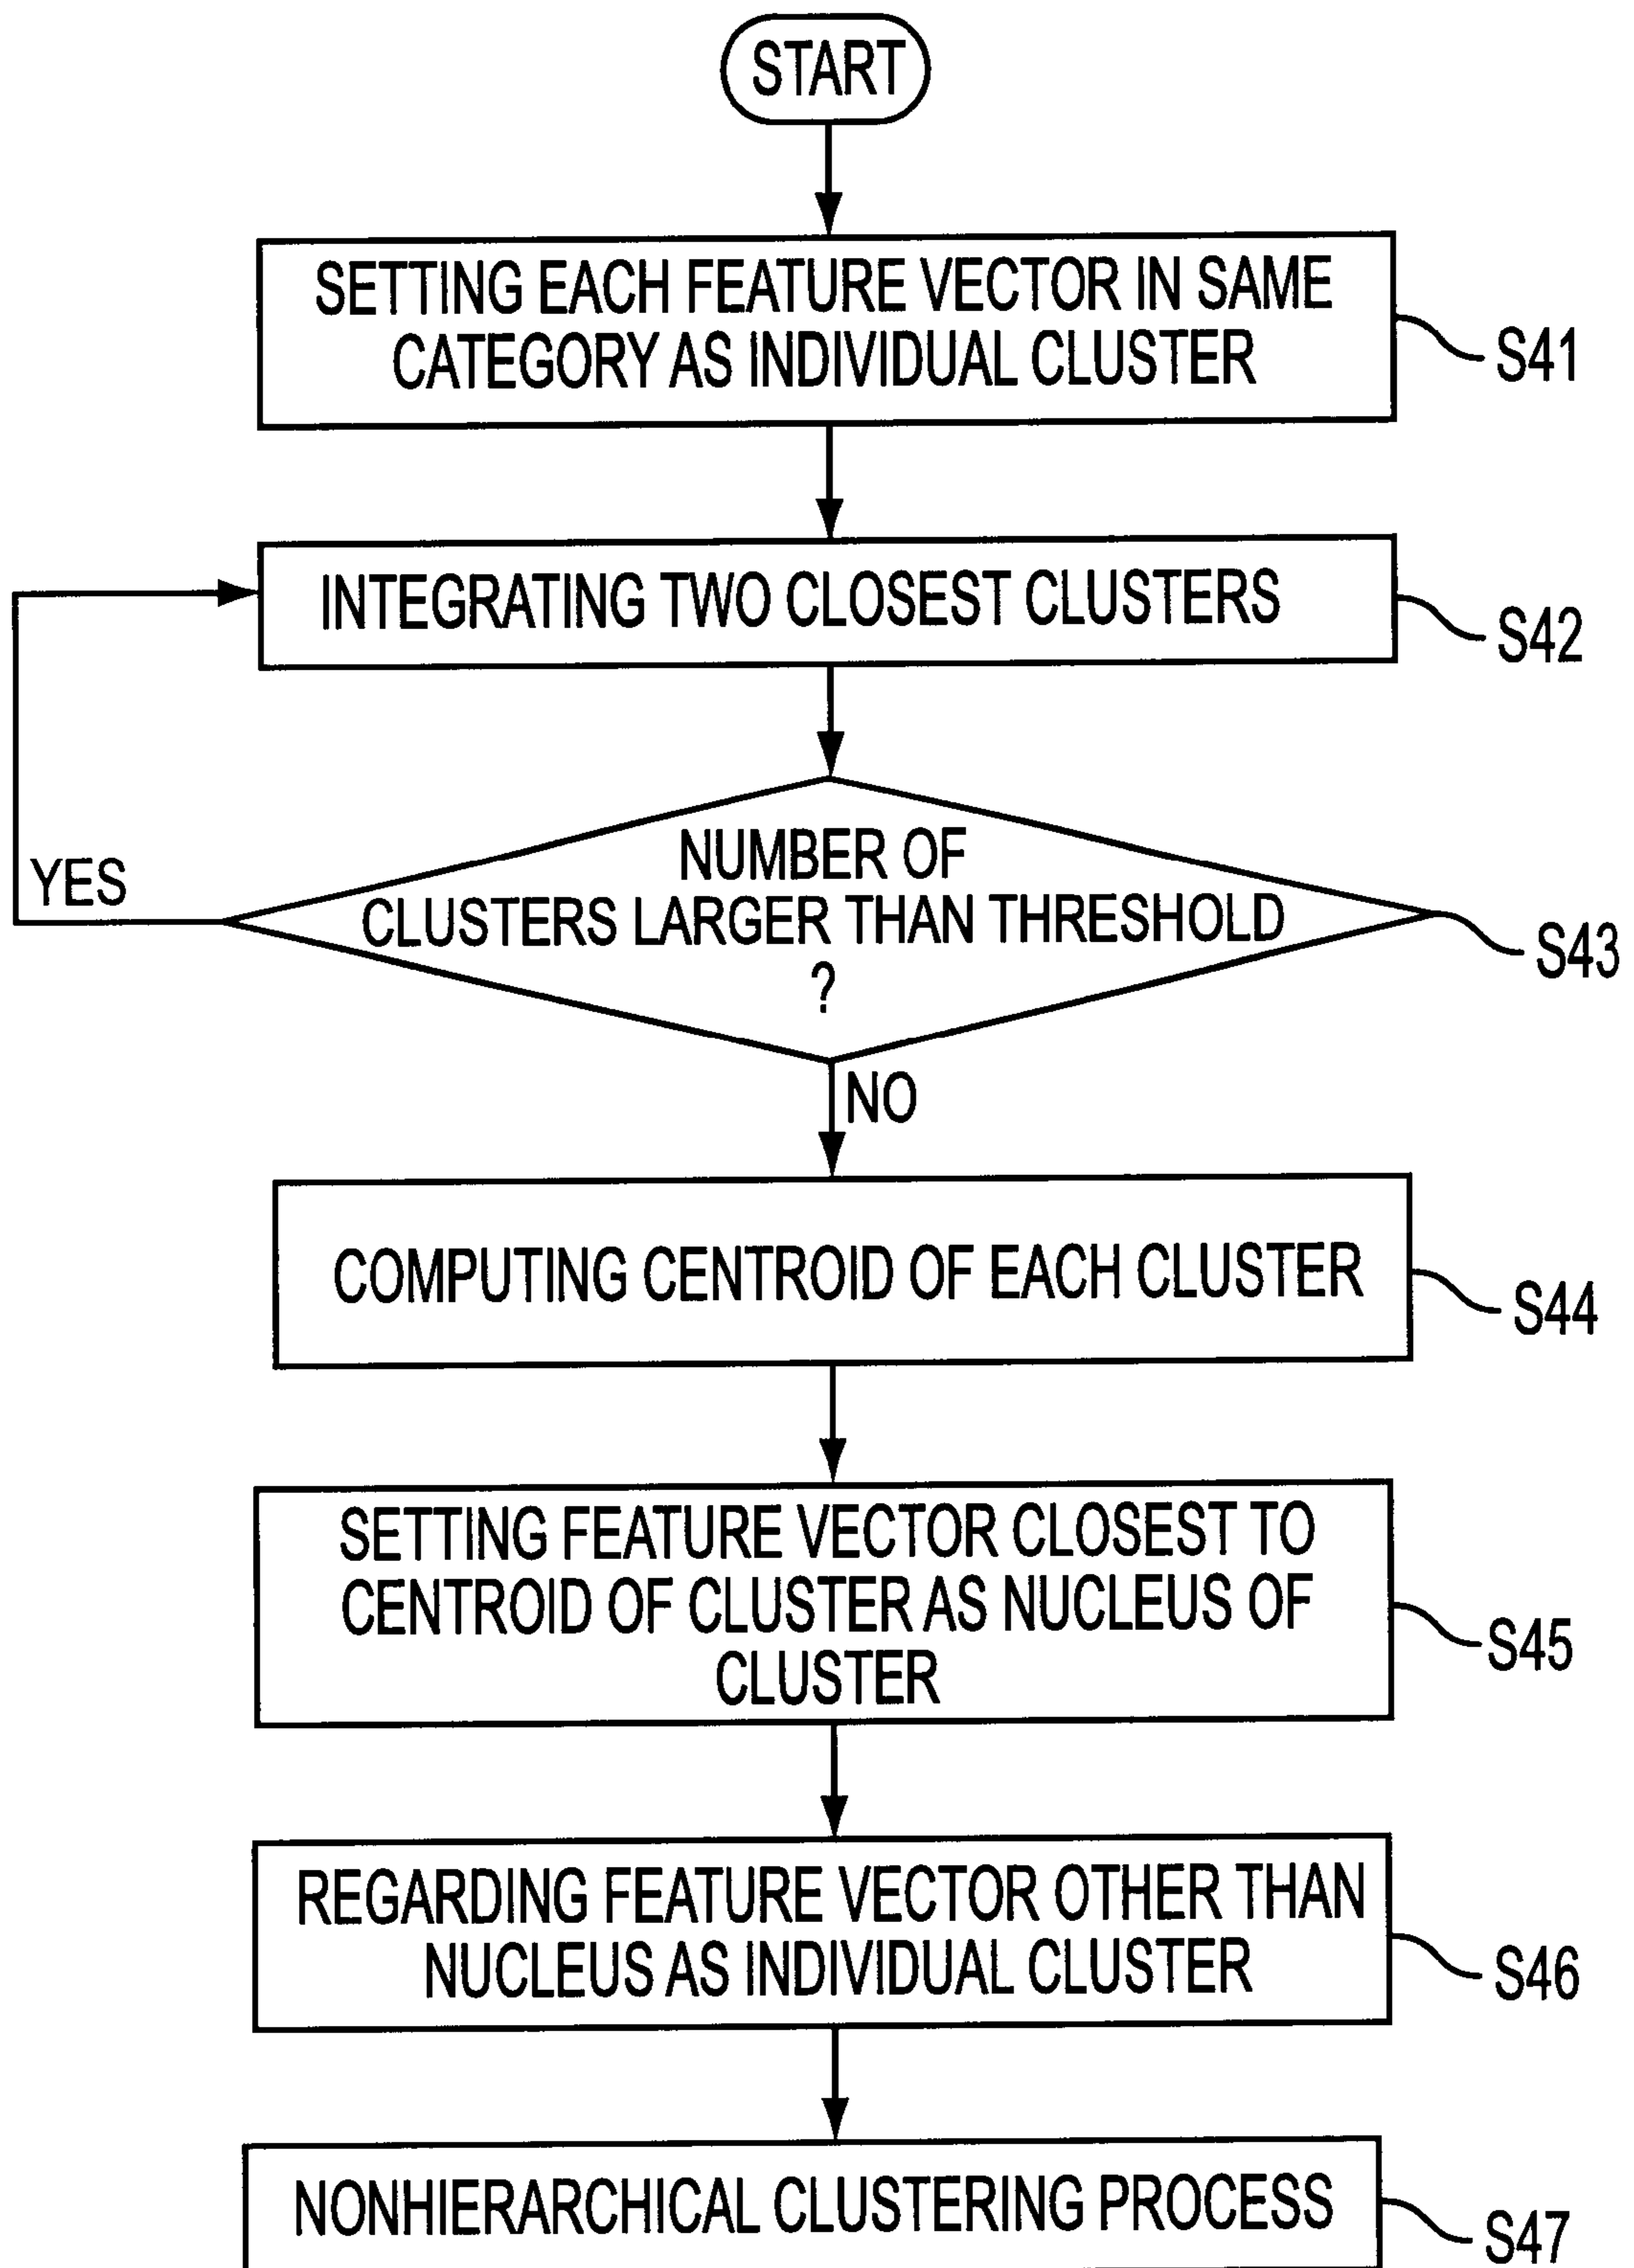 START
SETTING EACH FEATURE VECTOR IN SAME
CATEGORY AS INDIVIDUAL CLUSTER
S41
INTEGRATING TWO CLOSEST CLUSTERS
S42
YES
NUMBER OF
CLUSTERS LARGER THAN THRESHOLD
?
S43
NO
COMPUTING CENTROID OF EACH CLUSTER
S44
SETTING FEATURE VECTOR CLOSEST TO
CENTROID OF CLUSTER AS NUCLEUS OF
CLUSTER
S45
REGARDING FEATURE VECTOR OTHER THAN
NUCLEUS AS INDIVIDUAL CLUSTER
S46
NONHIERARCHICAL CLUSTERING PROCESS
S47